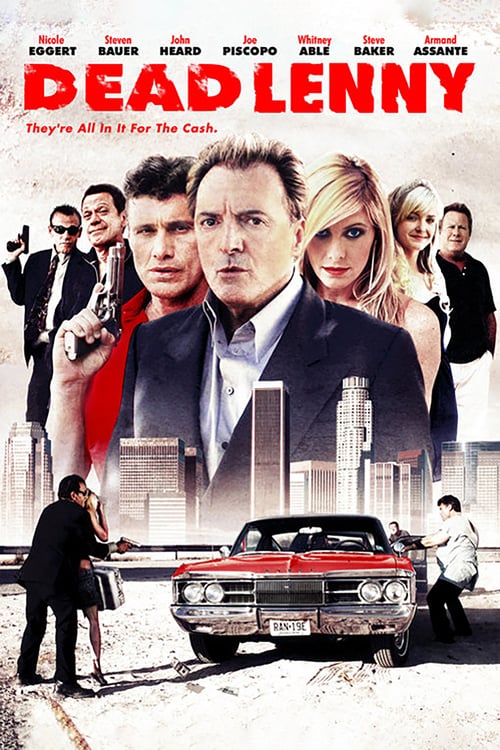 Nicole Steven John Joe Whitney Steve Armand
EGGERT BAUER HEARD PISCOPO ABLE BAKER ASSANTE
DEAD LENNY
They're All In It For The Cash.
RAN-19E